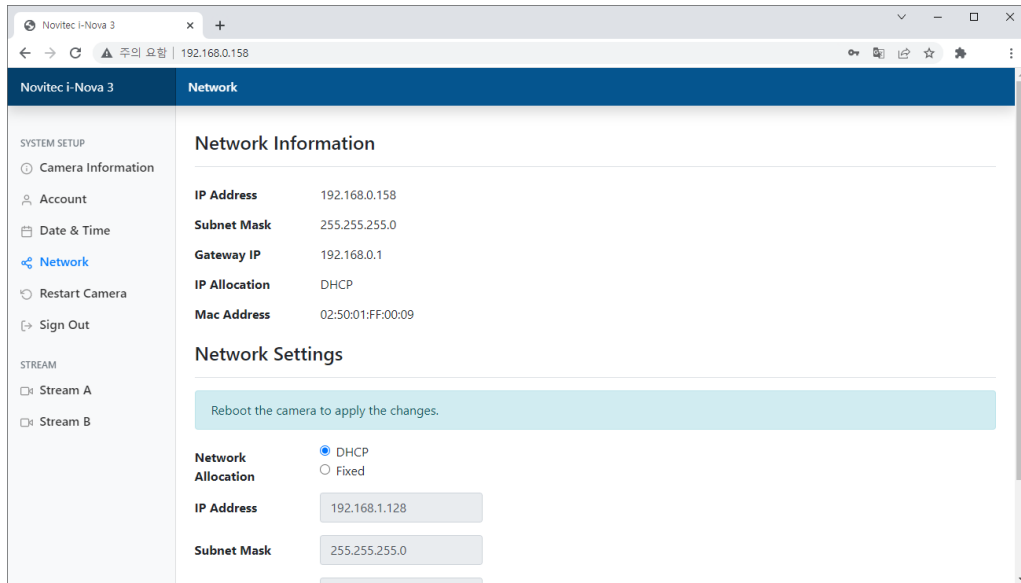 Novitec i-Nova 3
주의 요함 192.168.0.158
Novitec i-Nova 3
Network
SYSTEM SETUP
Camera Information
Account
Date & Time
Network
Restart Camera
Sign Out
STREAM
Stream A
Stream B
Network Information
IP Address 192.168.0.158
Subnet Mask 255.255.255.0
Gateway IP 192.168.0.1
IP Allocation DHCP
Mac Address 02:50:01:FF:00:09
Network Settings
Reboot the camera to apply the changes.
Network Allocation
DHCP
Fixed
IP Address 192.168.1.128
Subnet Mask 255.255.255.0